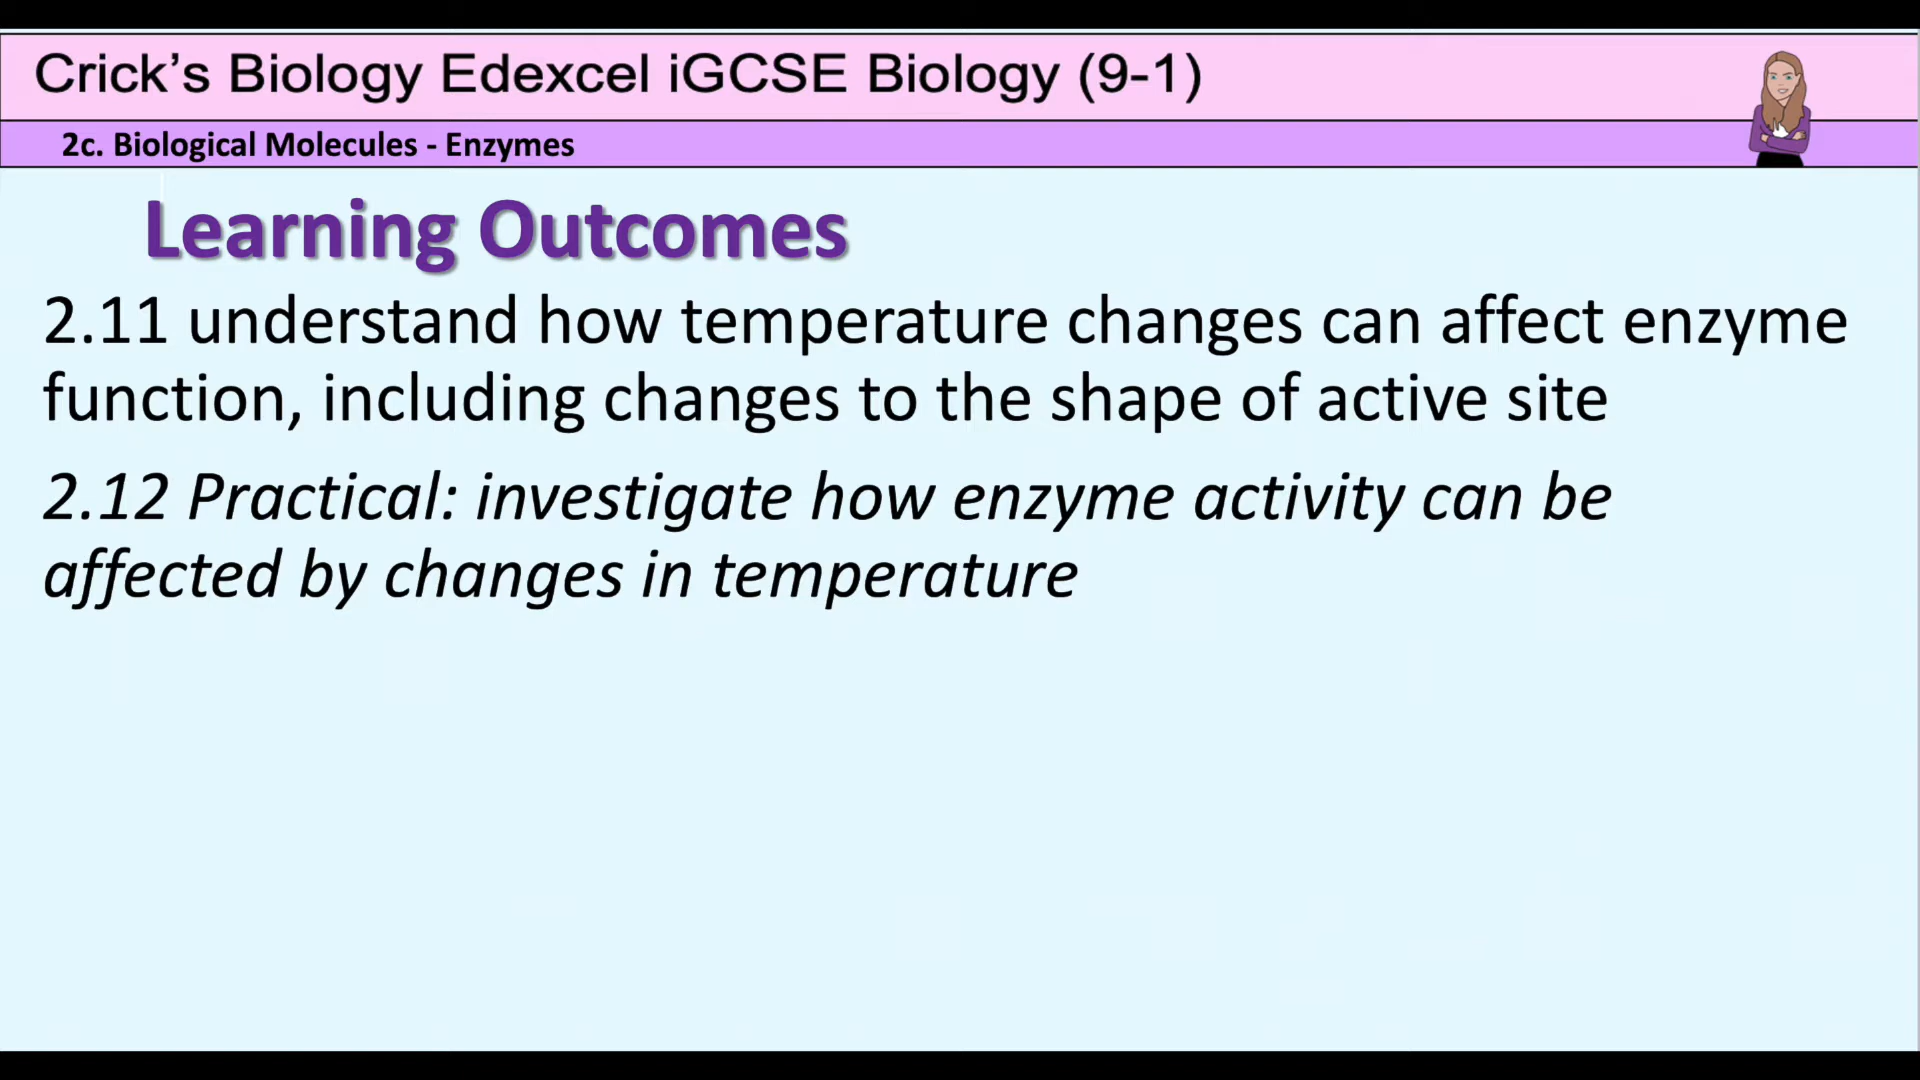 Crick’s Biology Edexcel iGCSE Biology (9-1)
2c. Biological Molecules - Enzymes
Learning Outcomes
2.11 understand how temperature changes can affect enzyme
function, including changes to the shape of active site
2.12 Practical: investigate how enzyme activity can be
affected by changes in temperature